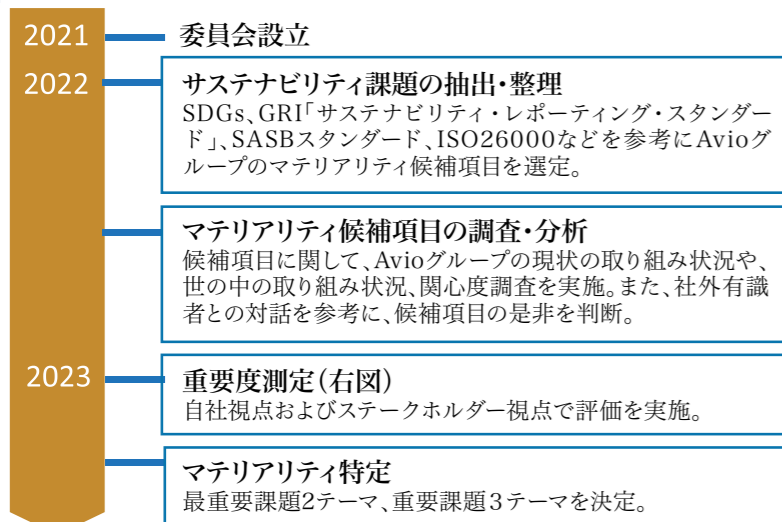 2021
委員会設立
2022
サステナビリティ課題の抽出・整理
SDGs、GRI「サステナビリティ・レポーティング・スタンダー
ド」、SASBスタンダード、ISO26000などを参考にAvioグ
ループのマテリアリティ候補項目を選定。
マテリアリティ候補項目の調査・分析
候補項目に関して、Avioグループの現状の取り組み状況や、
世の中の取り組み状況、関心度調査を実施。また、社外有識
者との対話を参考に、候補項目の是非を判断。
2023
重要度測定（右図）
自社視点およびステークホルダー視点で評価を実施。
マテリアリティ特定
最重要課題2テーマ、重要課題3テーマを決定。